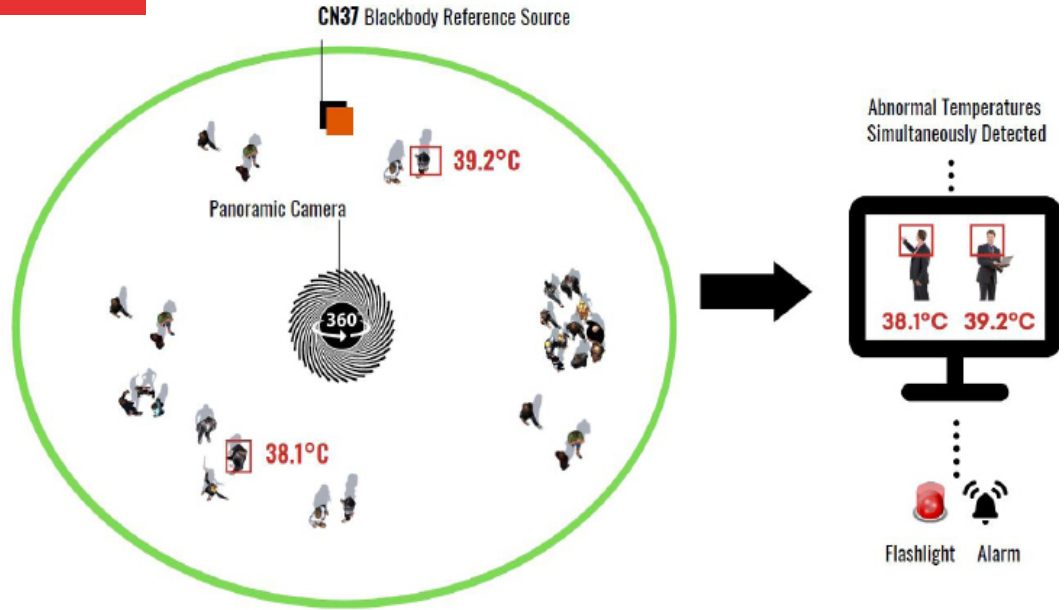 CN37 Blackbody Reference Source
39.2°C
Panoramic Camera
360°
38.1°C
Abnormal Temperatures
Simultaneously Detected
38.1°C 39.2°C
Flashlight Alarm